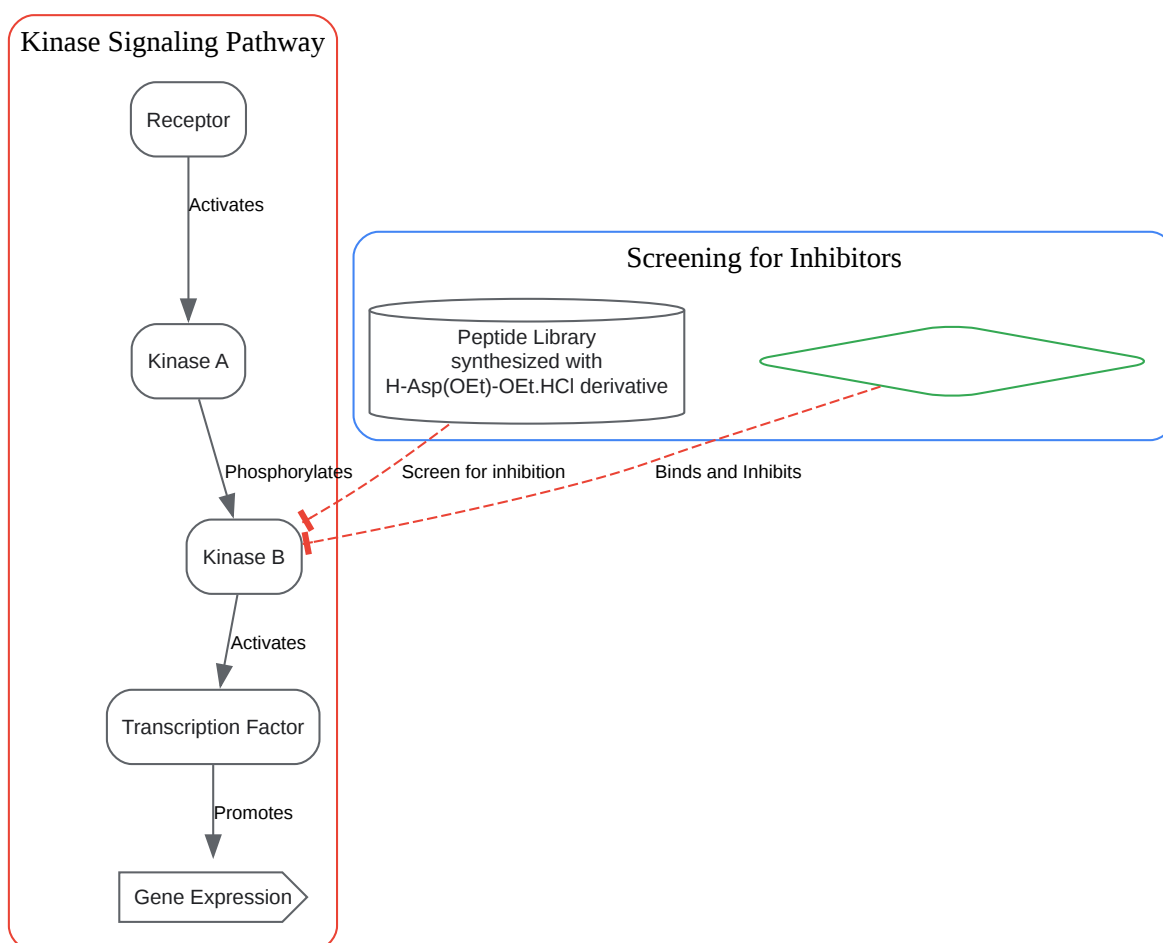 Kinase Signaling Pathway
Receptor
Activates
Kinase A
Phosphorylates
Kinase B
Activates
Transcription Factor
Promotes
Gene Expression
Screening for Inhibitors
Peptide Library
synthesized with
H-Asp(OEt)-OEt.HCl derivative
Screen for inhibition
Binds and Inhibits